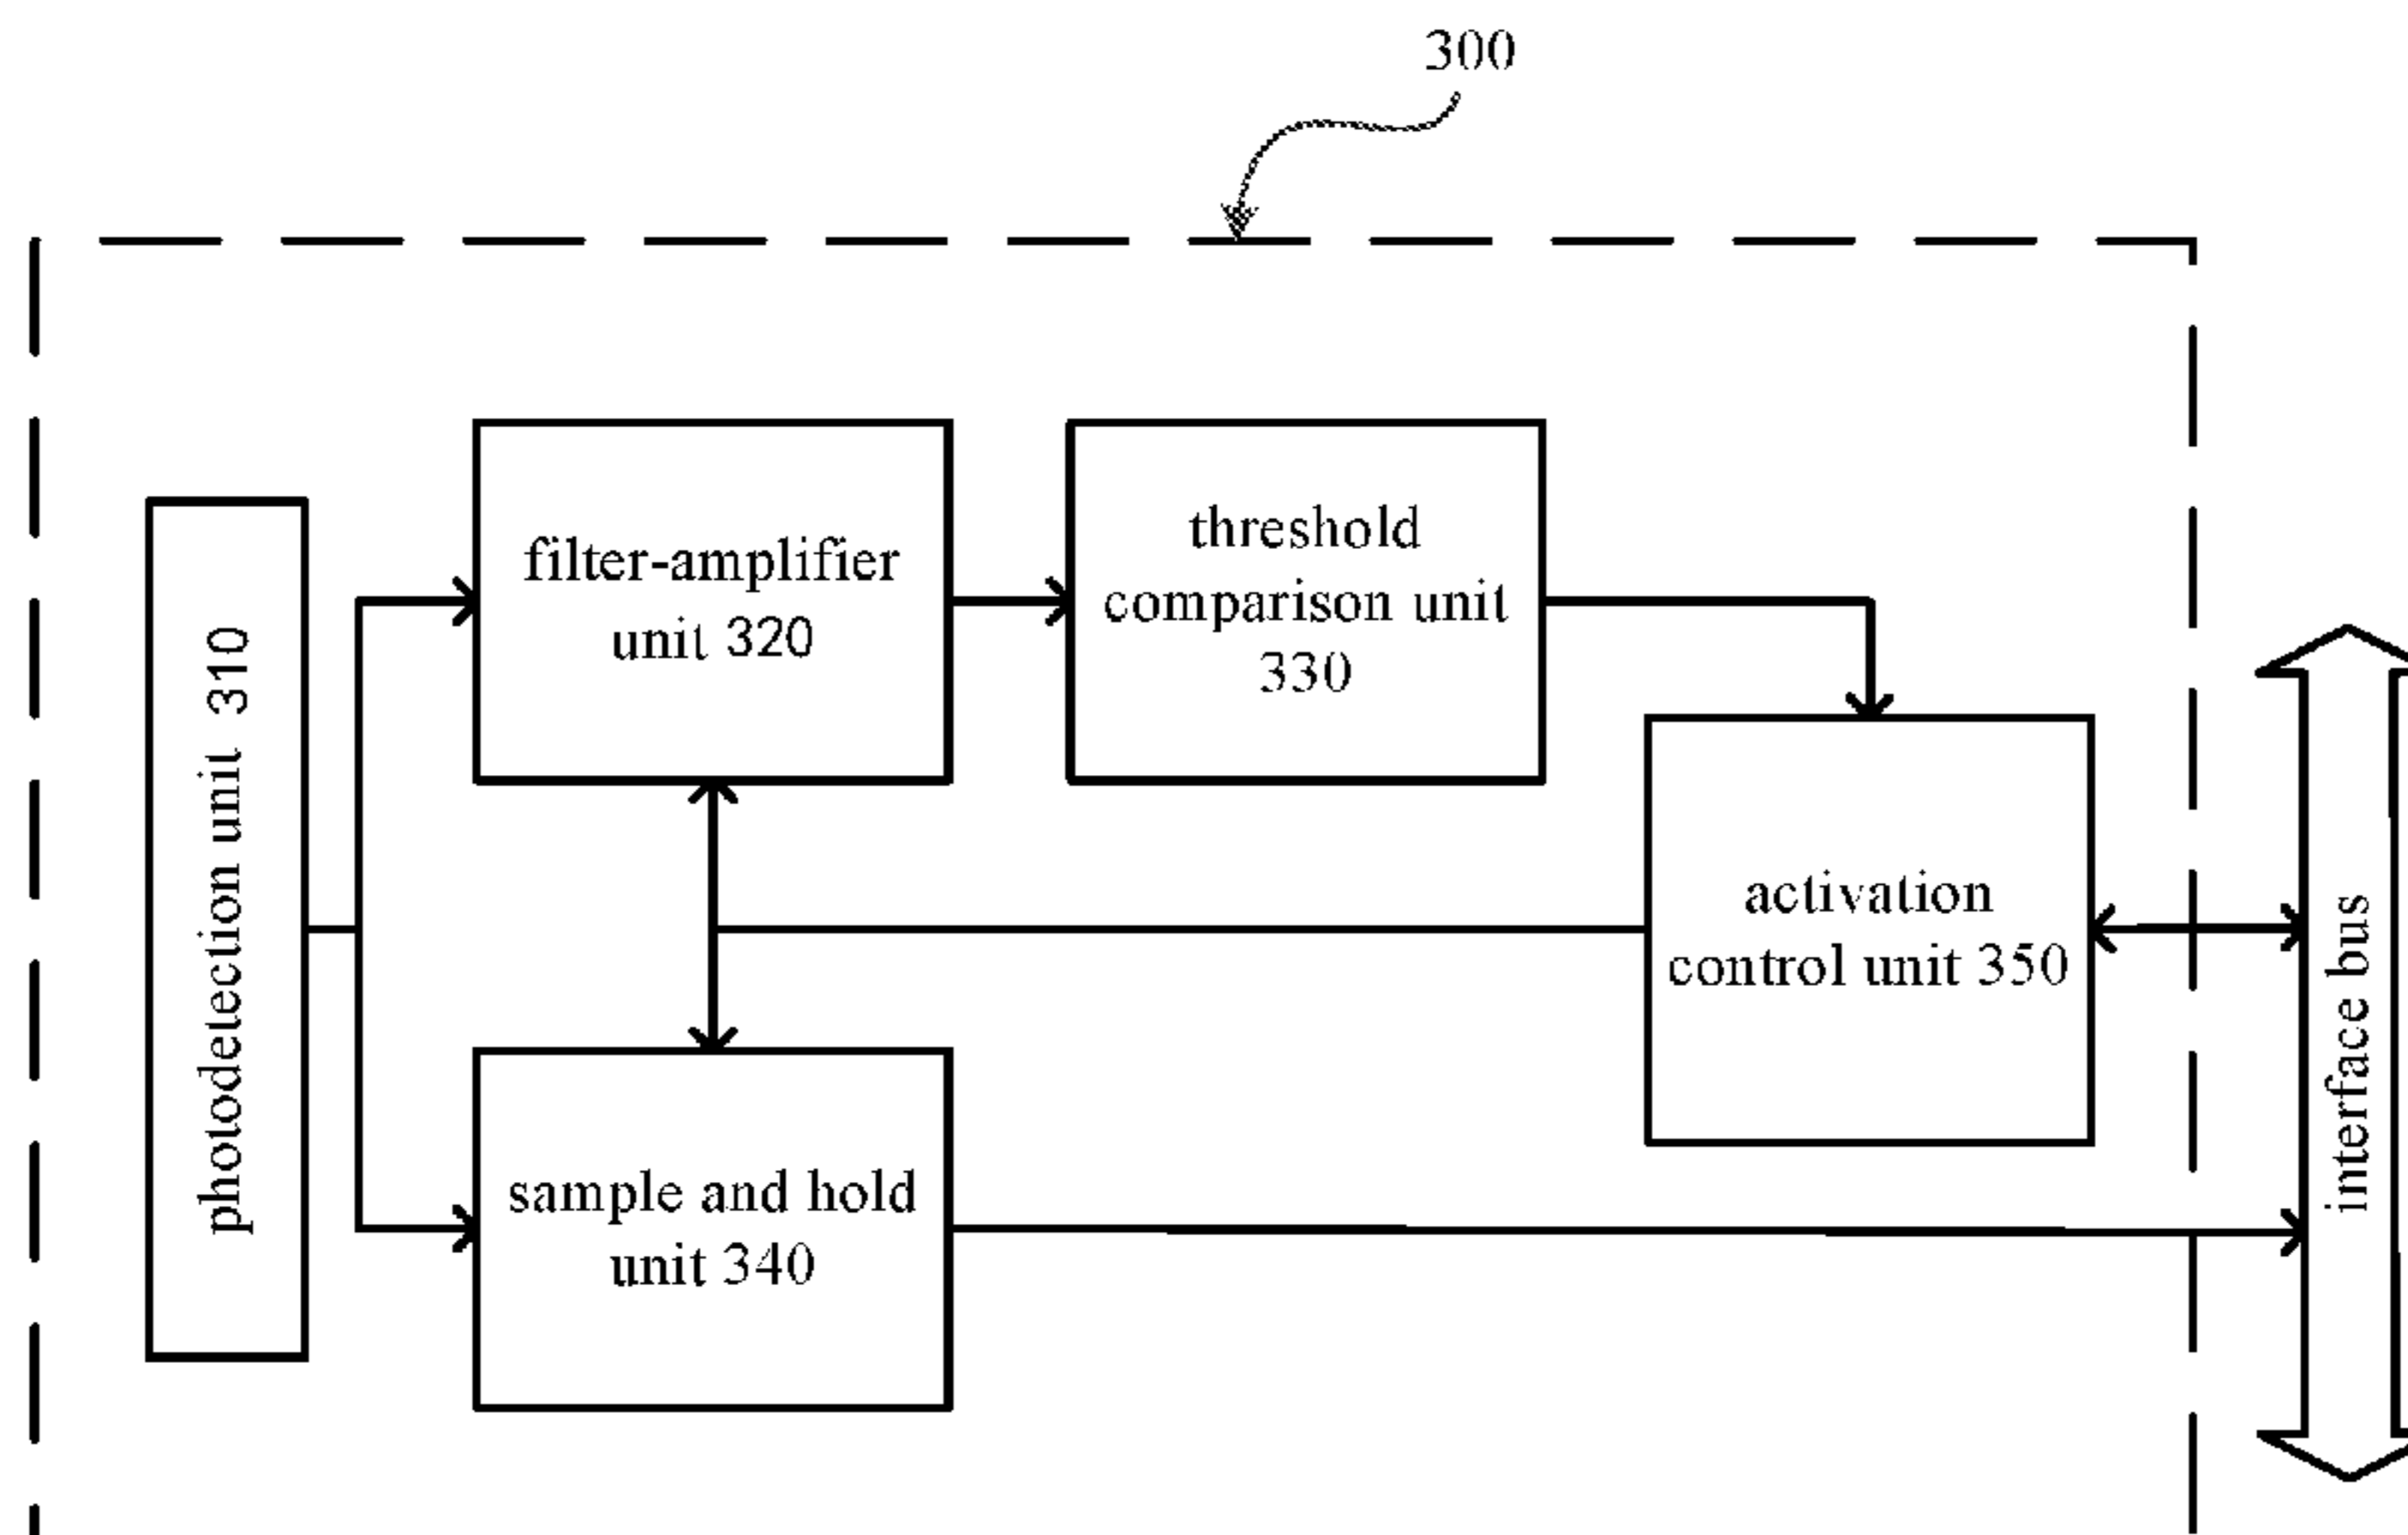 300
filter-amplifier
unit 320
threshold
comparison unit
330
photodetection unit 310
activation
control unit 350
interface bus
sample and hold
unit 340